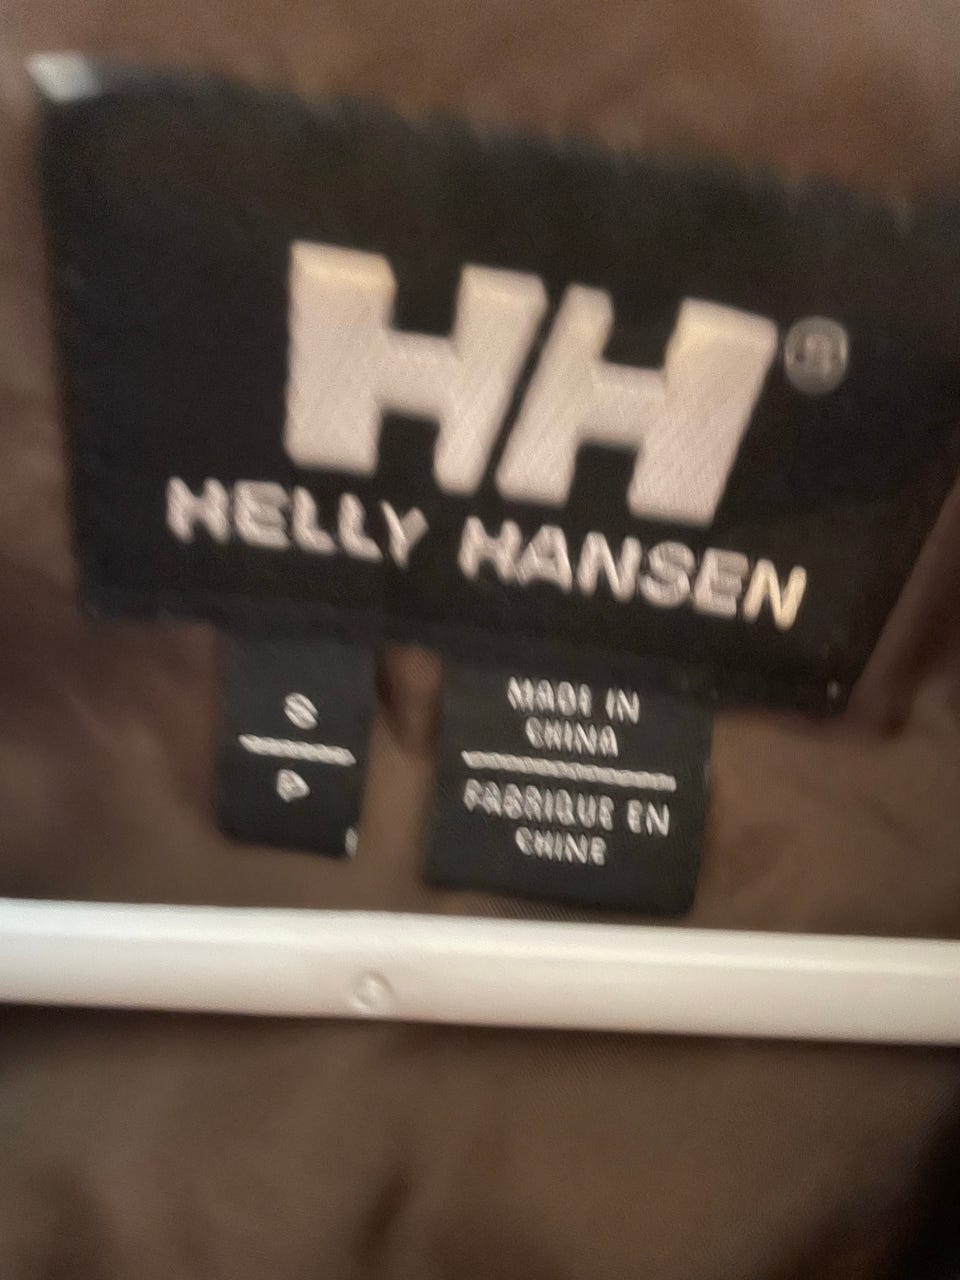 HH®
HELLY HANSEN
S
P
MADE IN
CHINA
FABRIQUE EN
CHINE